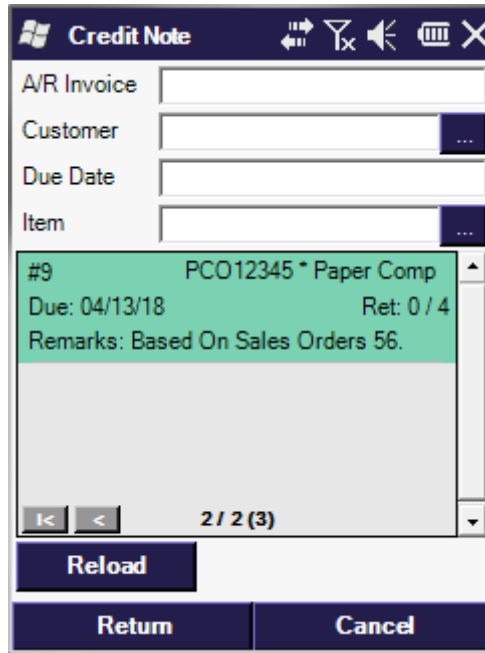 Credit Note
A/R Invoice
Customer
...
Due Date
Item
...
#9 PCO12345 * Paper Comp
Due: 04/13/18 Ret: 0 / 4
Remarks: Based On Sales Orders 56.
I< < 2 / 2 (3)
Reload
Return Cancel